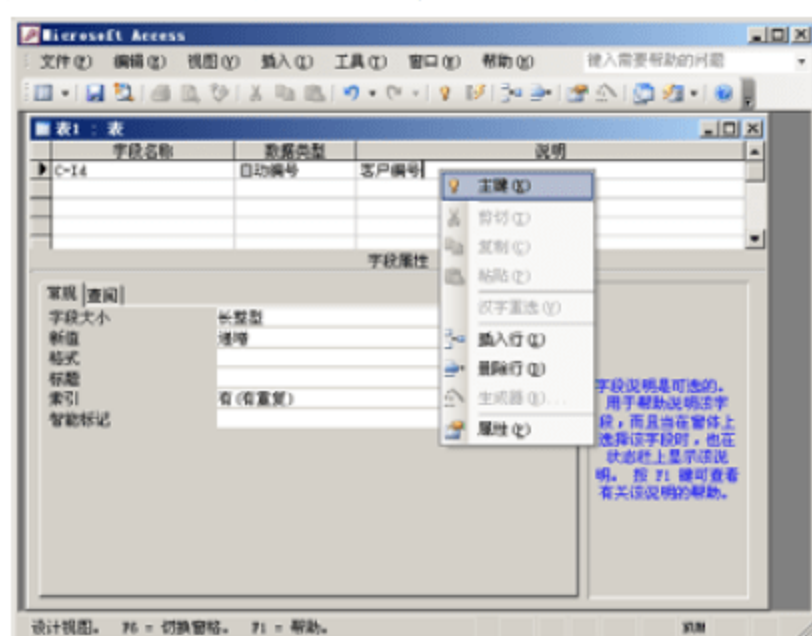 Microsoft Access
文件(F) 编辑(E) 视图(V) 插入(I) 工具(T) 窗口(W) 帮助(H) 键入需要帮助的问题
表1 : 表
字段名称 数据类型 说明
C-Id 自动编号 客户编号
主键(K)
剪切(T)
复制(C)
粘贴(P)
汉字重选(V)
插入行(I)
删除行(D)
生成器(B)...
属性(P)
字段属性
常规 查阅
字段大小 长整型
新值 递增
格式
标题
索引 有(有重复)
智能标记
字段说明是可选的。
用于帮助说明该字
段，而且当在窗体上
选择该字段时，也在
状态栏上显示该说
明。 按 F1 键可查看
有关该说明的帮助。
设计视图。 F6 = 切换窗格。 F1 = 帮助。